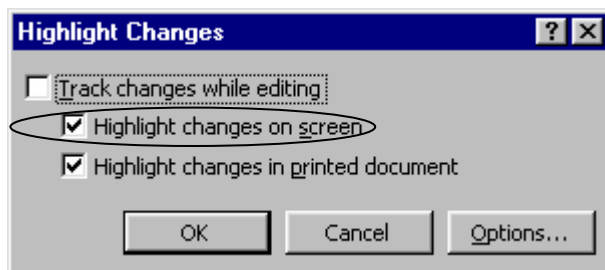 Highlight Changes ? ×
Track changes while editing
Highlight changes on screen
Highlight changes in printed document
OK Cancel Options...